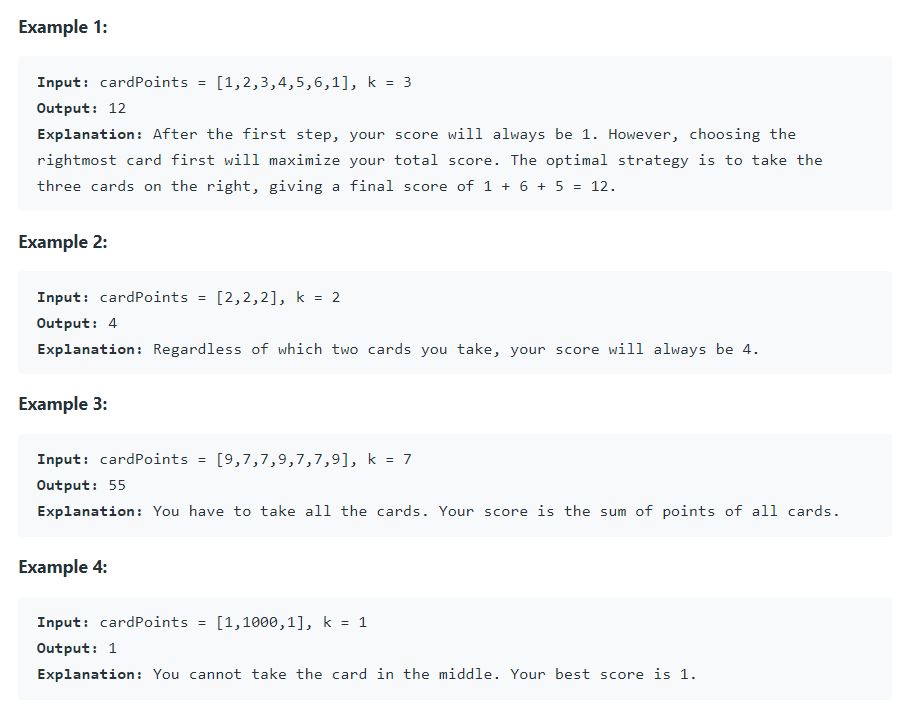 Example 1:
Input: cardPoints = [1,2,3,4,5,6,1], k = 3
Output: 12
Explanation: After the first step, your score will always be 1. However, choosing the
rightmost card first will maximize your total score. The optimal strategy is to take the
three cards on the right, giving a final score of 1 + 6 + 5 = 12.
Example 2:
Input: cardPoints = [2,2,2], k = 2
Output: 4
Explanation: Regardless of which two cards you take, your score will always be 4.
Example 3:
Input: cardPoints = [9,7,7,9,7,7,9], k = 7
Output: 55
Explanation: You have to take all the cards. Your score is the sum of points of all cards.
Example 4:
Input: cardPoints = [1,1000,1], k = 1
Output: 1
Explanation: You cannot take the card in the middle. Your best score is 1.